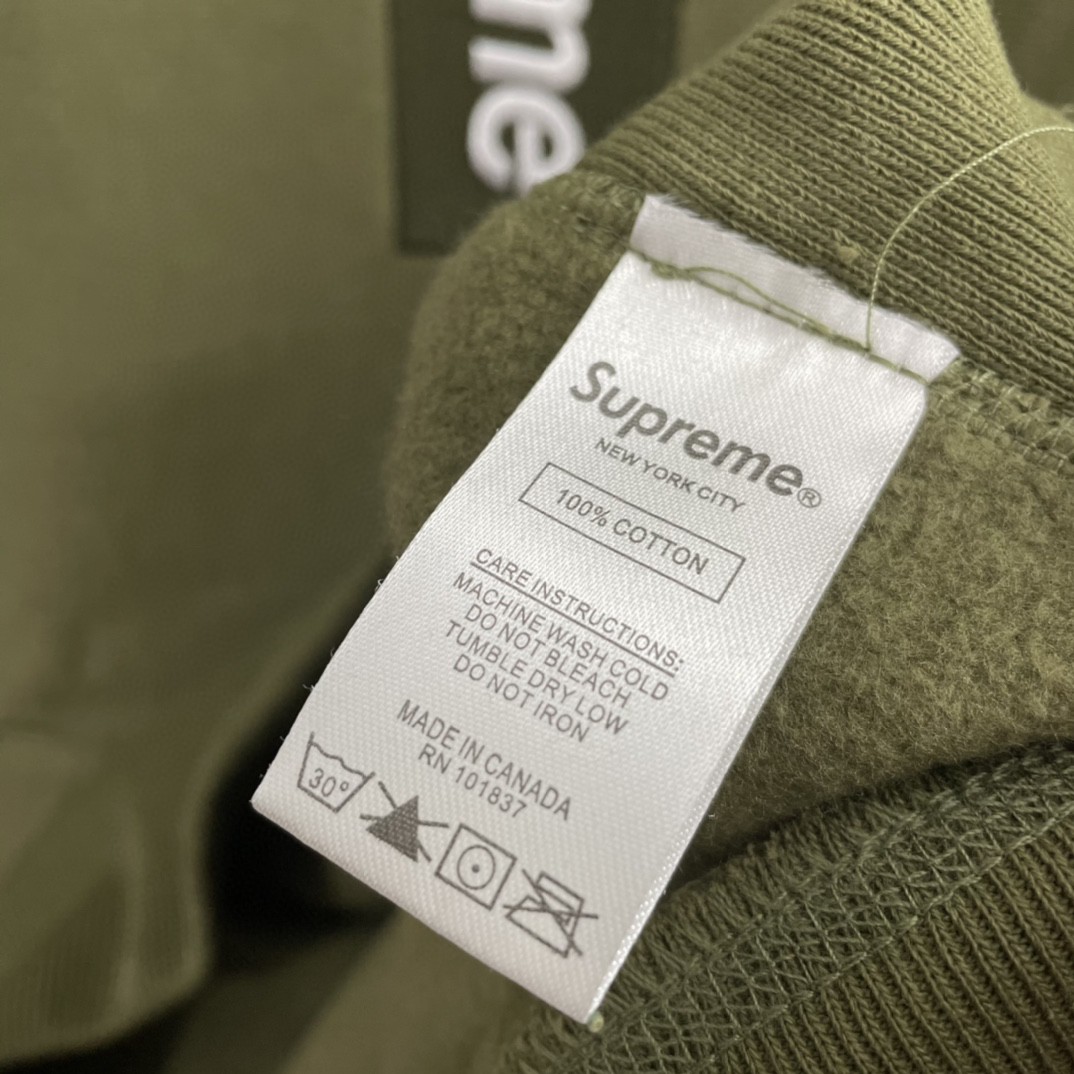 me
Supreme®
NEW YORK CITY
100% COTTON
CARE INSTRUCTIONS:
MACHINE WASH COLD
DO NOT BLEACH
TUMBLE DRY LOW
DO NOT IRON
MADE IN CANADA
RN 101837
30°